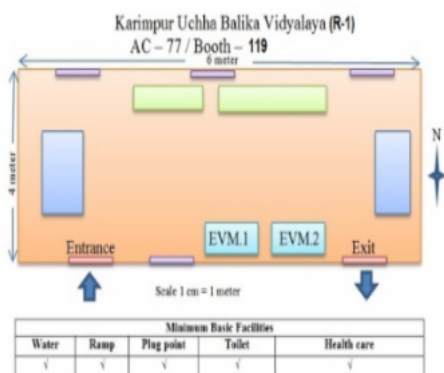 Karimpur Uchha Balika Vidyalaya (R-1)
AC – 77 / Booth – 119
6 meter
4 meter
N
EVM.1 EVM.2
Entrance Exit
Scale 1 cm = 1 meter
Minimum Basic Facilities
Water Ramp Plug point Toilet Health care
√ √ √ √ √